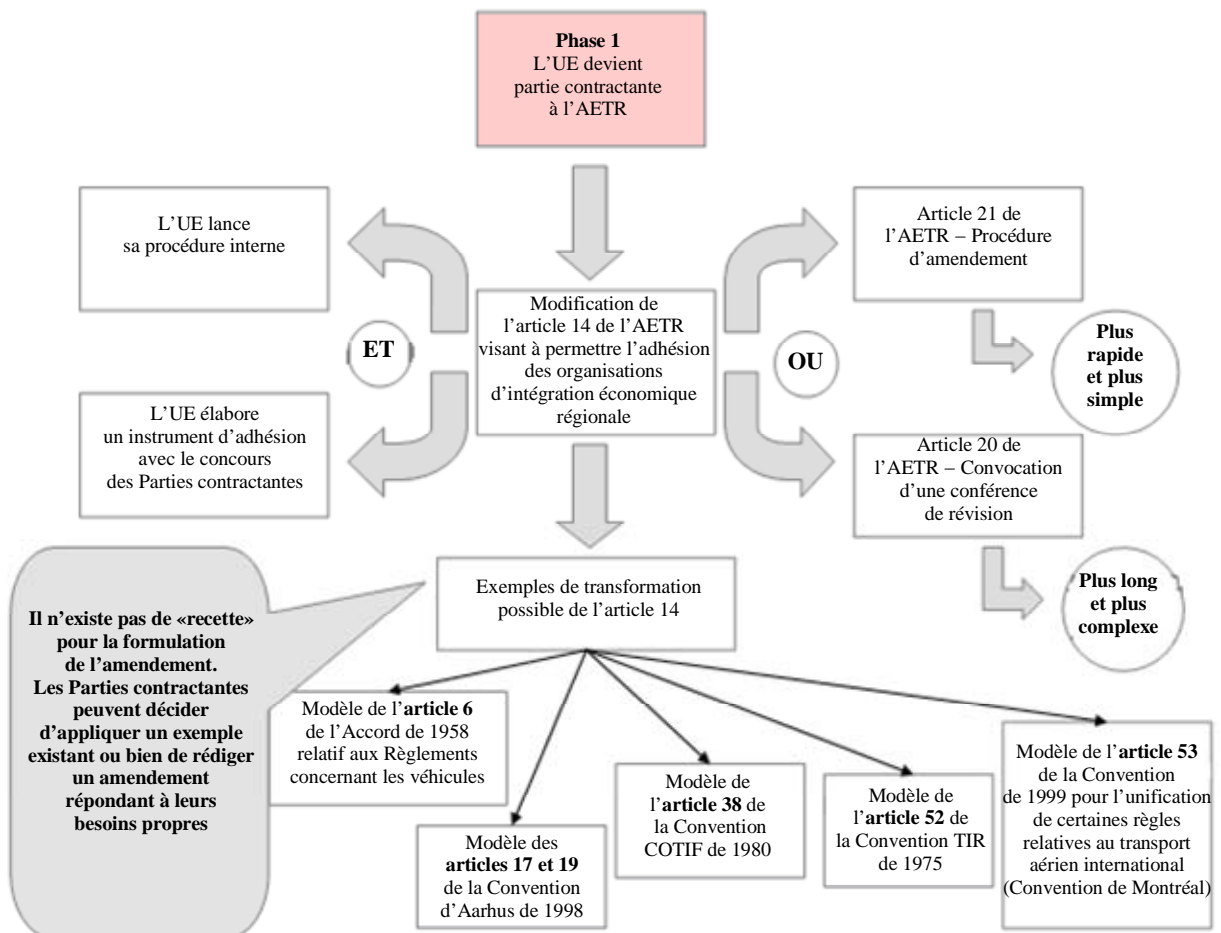 Phase 1
L’UE devient
partie contractante
à l’AETR
L’UE lance
sa procédure interne
Article 21 de
l’AETR – Procédure
d’amendement
Modification de
l’article 14 de l’AETR
visant à permettre l’adhésion
des organisations
d’intégration économique
régionale
ET
OU
Plus
rapide
et plus
simple
L’UE élabore
un instrument d’adhésion
avec le concours
des Parties contractantes
Article 20 de
l’AETR – Convocation
d’une conférence
de révision
Plus long
et plus
complexe
Exemples de transformation
possible de l’article 14
Il n’existe pas de «recette»
pour la formulation
de l’amendement.
Les Parties contractantes
peuvent décider
d’appliquer un exemple
existant ou bien de rédiger
un amendement
répondant à leurs
besoins propres
Modèle de l’article 6
de l’Accord de 1958
relatif aux Règlements
concernant les véhicules
Modèle des
articles 17 et 19
de la Convention
d’Aarhus de 1998
Modèle de
l’article 38 de
la Convention
COTIF de 1980
Modèle de
l’article 52 de
la Convention TIR
de 1975
Modèle de l’article 53
de la Convention
de 1999 pour l’unification
de certaines règles
relatives au transport
aérien international
(Convention de Montréal)